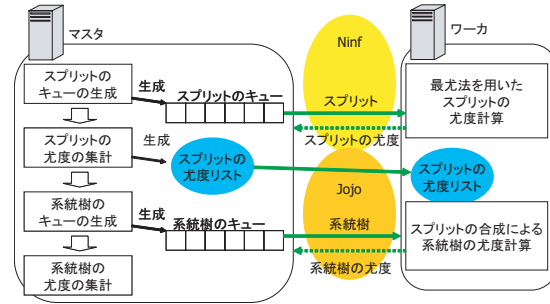 マスタ
Ninf
ワーカ
スプリットの
キューの生成
生成
スプリットのキュー
スプリット
スプリットの尤度
最尤法を用いた
スプリットの
尤度計算
スプリットの
尤度の集計
生成
スプリットの
尤度リスト
スプリットの
尤度リスト
Jojo
系統樹の
キューの生成
生成
系統樹のキュー
系統樹
系統樹の尤度
スプリットの合成による
系統樹の尤度計算
系統樹の
尤度の集計